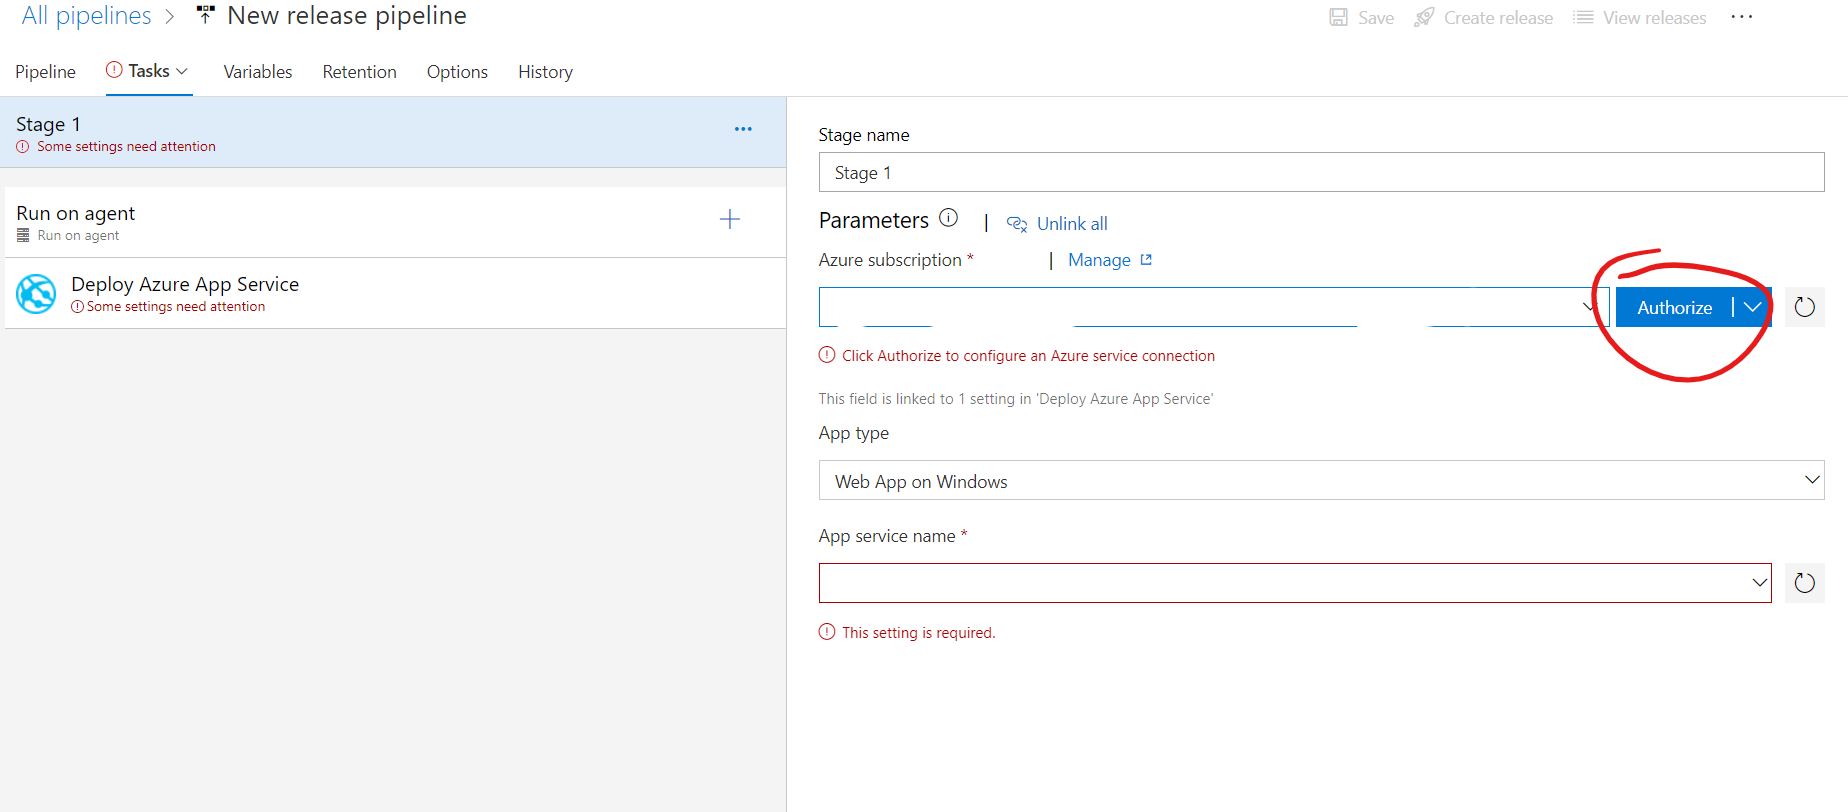 All pipelines > New release pipeline
Save Create release View releases ...
Pipeline Tasks Variables Retention Options History
Stage 1
Some settings need attention
Run on agent
Run on agent
Deploy Azure App Service
Some settings need attention
Stage name
Stage 1
Parameters | Unlink all
Azure subscription * | Manage
Authorize
Click Authorize to configure an Azure service connection
This field is linked to 1 setting in 'Deploy Azure App Service'
App type
Web App on Windows
App service name *
This setting is required.